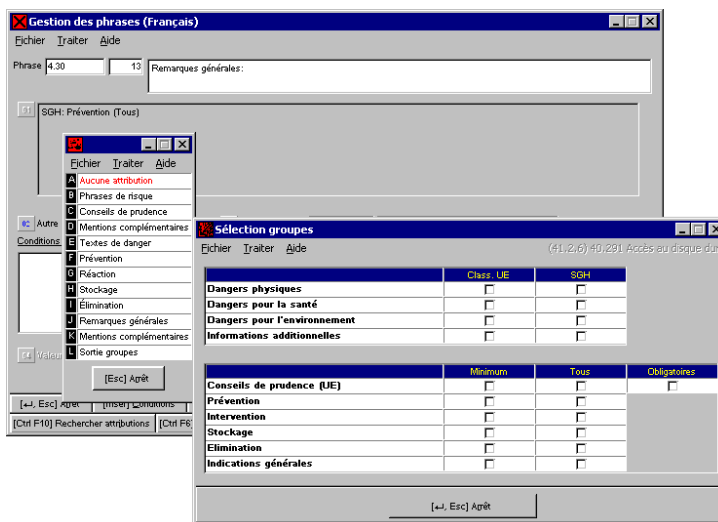 Gestion des phrases (Français)
Fichier Traiter Aide
Phrase 4.30 13 Remarques générales:
SGH: Prévention (Tous)
Fichier Traiter Aide
A Aucune attribution
B Phrases de risque
C Conseils de prudence
D Mentions complémentaires
E Textes de danger
F Prévention
G Réaction
H Stockage
I Élimination
J Remarques générales
K Mentions complémentaires
L Sortie groupes
[Esc] Arrêt
Autre
Conditions
Valeur
[↵, Esc] Arrêt [Inser] Conditions
[Ctrl F10] Rechercher attributions [Ctrl F6]
Sélection groupes
Fichier Traiter Aide (41.2.6) 40.291 Accès au disque dur
Class. UE SGH
Dangers physiques
Dangers pour la santé
Dangers pour l'environnement
Informations additionnelles
Minimum Tous Obligatoires
Conseils de prudence (UE)
Prévention
Intervention
Stockage
Elimination
Indications générales
[↵, Esc] Arrêt